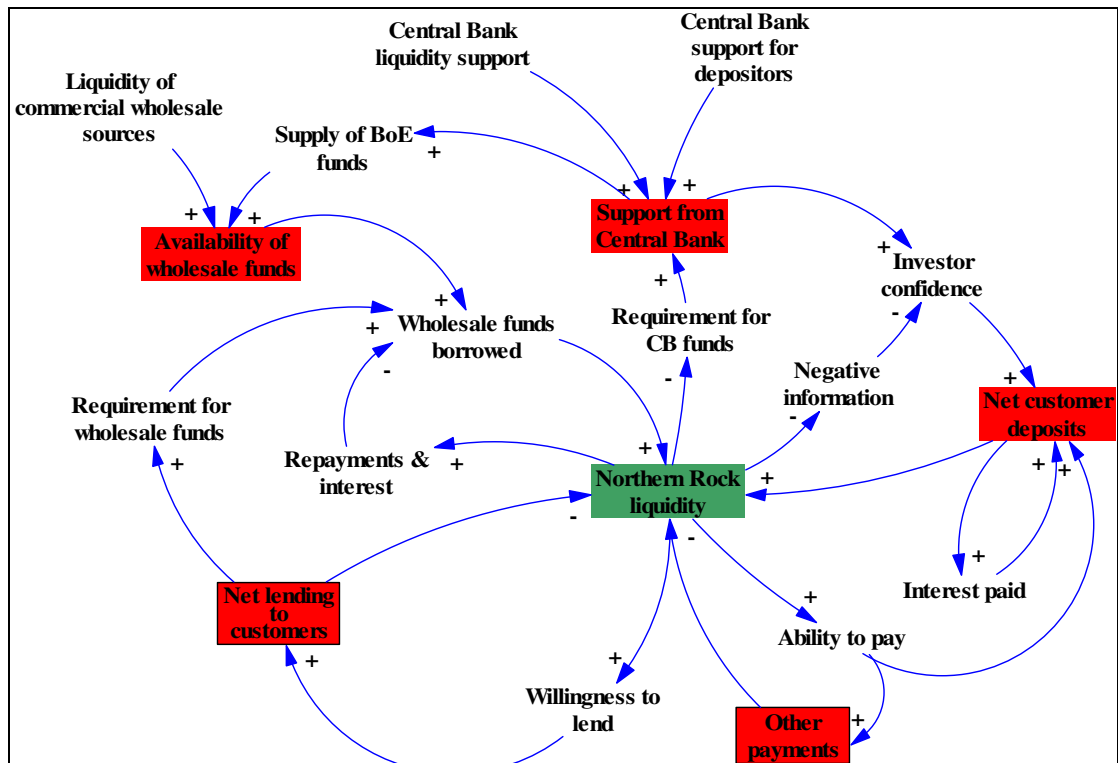 Central Bank
liquidity support
Central Bank
support for
depositors
Liquidity of
commercial wholesale
sources
Supply of BoE
funds
+
+
+
+
+
+
Availability of
wholesale funds
Support from
Central Bank
+
Investor
confidence
+
+
+
Wholesale funds
borrowed
-
Requirement for
CB funds
-
-
Negative
information
-
+
Net customer
deposits
Requirement for
wholesale funds
+
Repayments &
interest
+
+
Northern Rock
liquidity
+
+
+
-
-
+
Interest paid
Net lending
to
customers
+
Ability to pay
+
+
Willingness to
lend
Other
payments
+